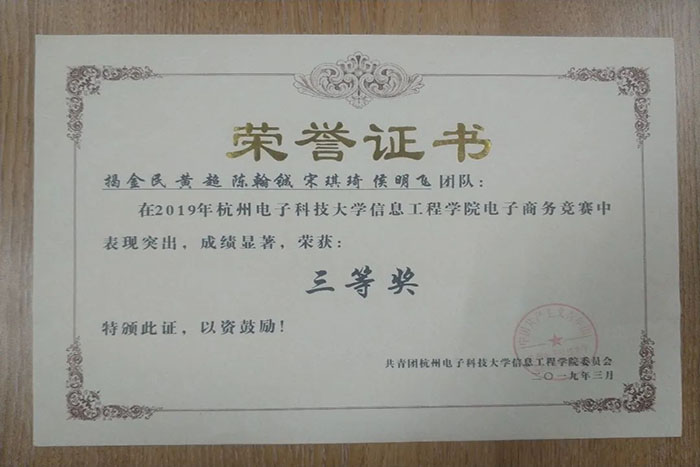 荣誉证书
揭金民 黄超 陈翰铖 宋琪琦 侯明飞团队：
在2019年杭州电子科技大学信息工程学院电子商务竞赛中
表现突出，成绩显著，荣获：
三等奖
特颁此证，以资鼓励！
共青团杭州电子科技大学信息工程学院委员会
二〇一九年三月